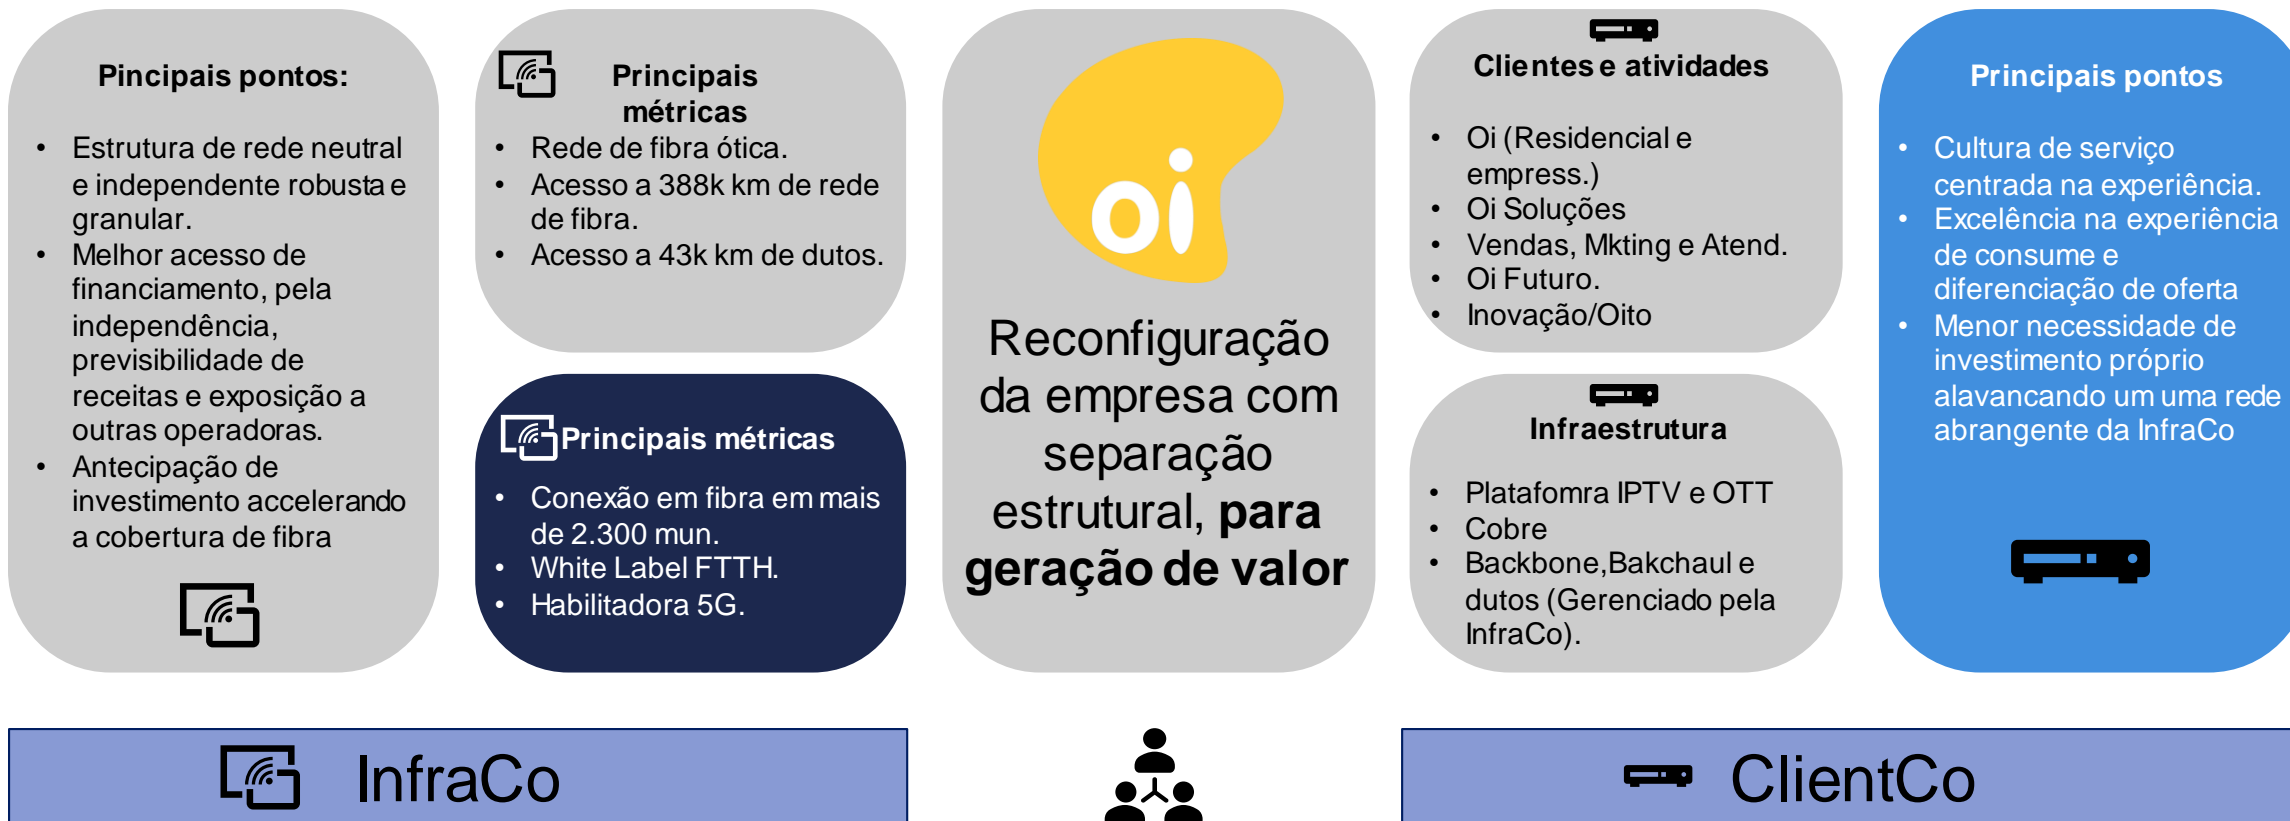 Pincipais pontos:
• Estrutura de rede neutral
e independente robusta e
granular.
• Melhor acesso de
financiamento, pela
independência,
previsibilidade de
receitas e exposição a
outras operadoras.
• Antecipação de
investimento accelerando
a cobertura de fibra
Principais
métricas
• Rede de fibra ótica.
• Acesso a 388k km de rede
de fibra.
• Acesso a 43k km de dutos.
Principais métricas
• Conexão em fibra em mais
de 2.300 mun.
• White Label FTTH.
• Habilitadora 5G.
oi
Reconfiguração
da empresa com
separação
estrutural, para
geração de valor
Clientes e atividades
• Oi (Residencial e
empress.)
• Oi Soluções
• Vendas, Mkting e Atend.
• Oi Futuro.
• Inovação/Oito
Infraestrutura
• Platafomra IPTV e OTT
• Cobre
• Backbone,Bakchaul e
dutos (Gerenciado pela
InfraCo).
Principais pontos
• Cultura de serviço
centrada na experiência.
• Excelência na experiência
de consume e
diferenciação de oferta
• Menor necessidade de
investimento próprio
alavancando um uma rede
abrangente da InfraCo
InfraCo
ClientCo